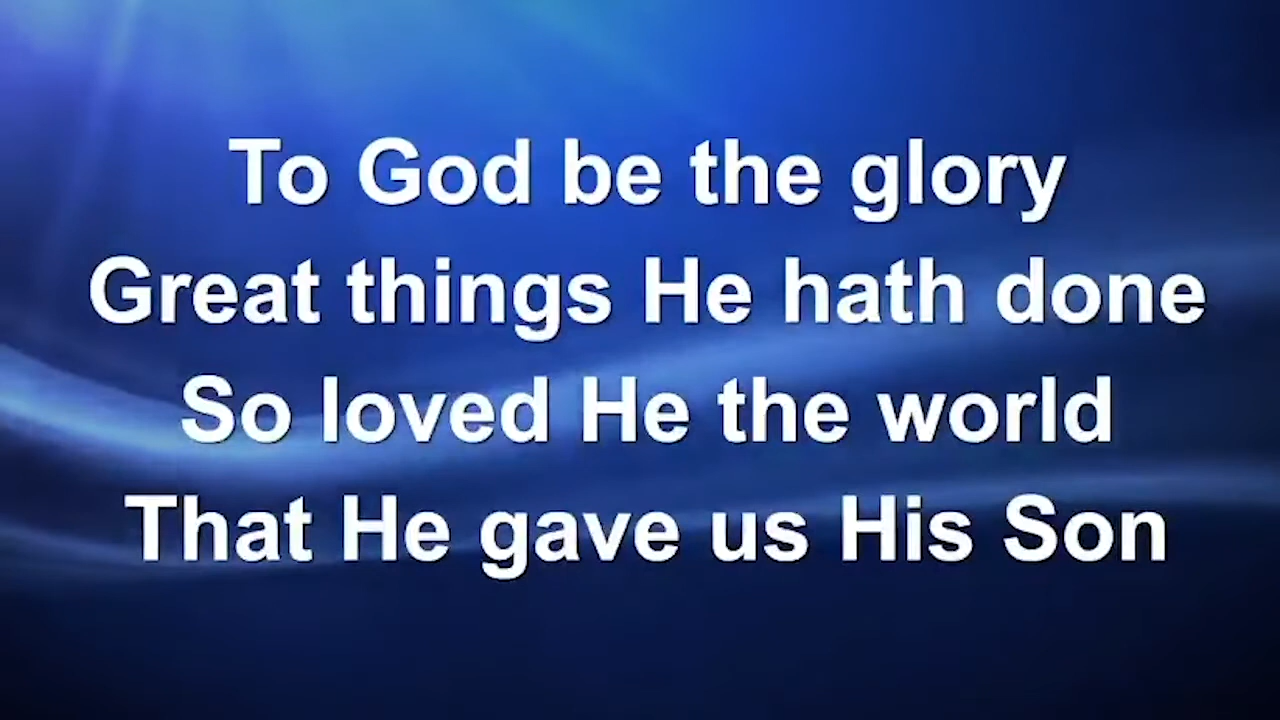 To God be the glory
Great things He hath done
So loved He the world
That He gave us His Son